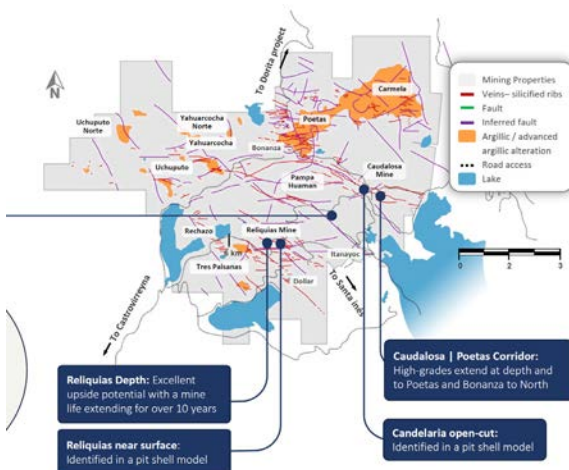 To Dorita project
N
Carmela
Poetas
Uchuputo
Norte
Yahuarcocha
Norte
Yahuarcocha
Bonanza
Uchuputo
Caudalosa
Mine
Pampa
Huaman
Rechazo
Reliquias Mine
5 km
Itanayoc
Tres Paisanas
Dollar
To Santa inés
To Castrovirreyna
Mining Properties
Veins– silicified ribs
Fault
Inferred fault
Argillic / advanced
argillic alteration
Road access
Lake
0 2 3
Reliquias Depth: Excellent
upside potential with a mine
life extending for over 10 years
Reliquias near surface:
Identified in a pit shell model
Caudalosa | Poetas Corridor:
High-grades extend at depth and
to Poetas and Bonanza to North
Candelaria open-cut:
Identified in a pit shell model